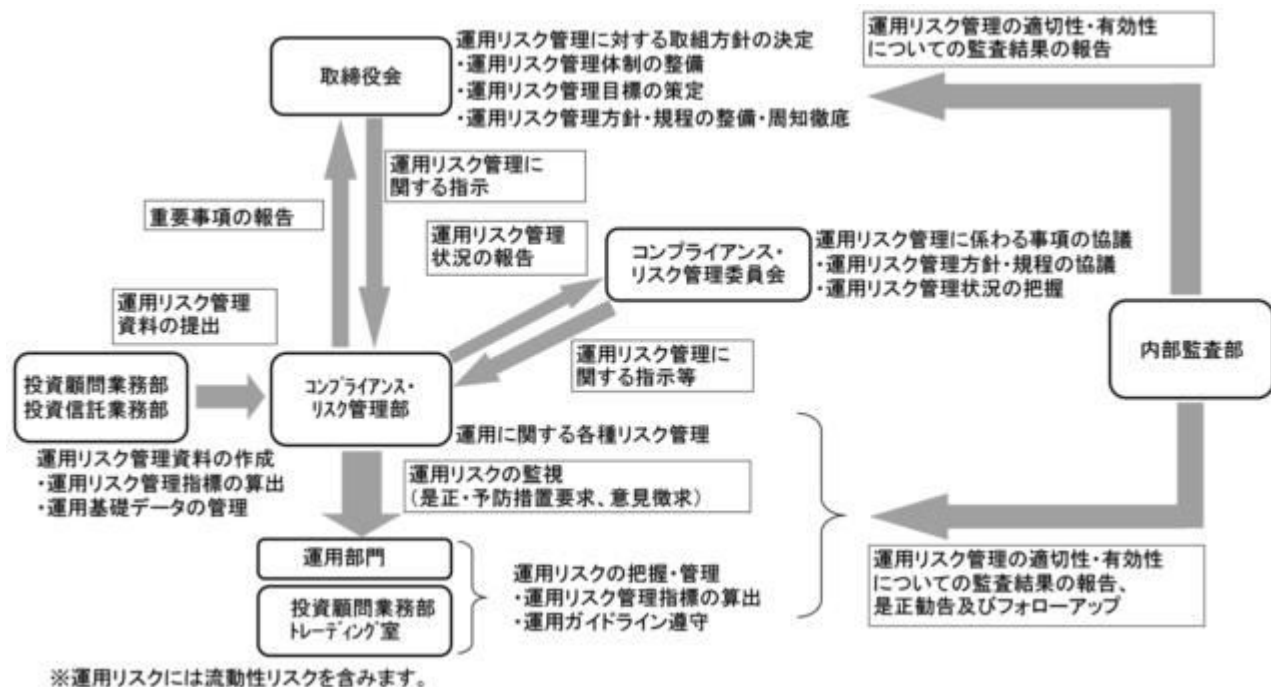 取締役会
運用リスク管理に対する取組方針の決定
・運用リスク管理体制の整備
・運用リスク管理目標の策定
・運用リスク管理方針・規程の整備・周知徹底
運用リスク管理の適切性・有効性
についての監査結果の報告
運用リスク管理に
関する指示
重要事項の報告
運用リスク管理
状況の報告
コンプライアンス・
リスク管理委員会
運用リスク管理に係わる事項の協議
・運用リスク管理方針・規程の協議
・運用リスク管理状況の把握
運用リスク管理
資料の提出
内部監査部
運用リスク管理に
関する指示等
投資顧問業務部
投資信託業務部
ｺﾝﾌﾟﾗｲｱﾝｽ・
ﾘｽｸ管理部
運用に関する各種リスク管理
運用リスク管理資料の作成
・運用リスク管理指標の算出
・運用基礎データの管理
運用リスクの監視
（是正・予防措置要求、意見徴求）
運用部門
投資顧問業務部
ﾄﾚｰﾃﾞｨﾝｸﾞ室
運用リスクの把握・管理
・運用リスク管理指標の算出
・運用ガイドライン遵守
運用リスク管理の適切性・有効性
についての監査結果の報告、
是正勧告及びフォローアップ
※運用リスクには流動性リスクを含みます。